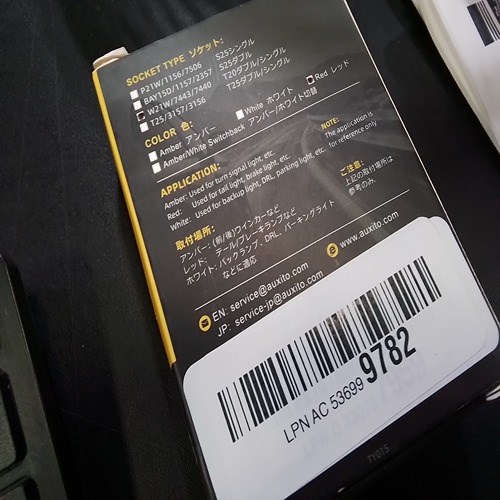 SOCKET TYPE ソケット:
P21W/1156/7506 S25シングル
BAY15D/1157/2357 S25ダブル
W21W/7443/7440 T20ダブル/シングル
T25/3157/3156 T25ダブル/シングル
COLOR 色:
Amber アンバー White ホワイト Red レッド
Amber/White Switchback アンバー/ホワイト切替
APPLICATION:
Amber: Used for turn signal light, etc.
Red: Used for tail light, brake light, etc.
White: Used for backup light, DRL, parking light, etc.
NOTE:
The application is
for reference only
取付場所:
アンバー: (前/後)ウインカーなど
レッド: テール/ブレーキランプなど
ホワイト: バックランプ、DRL、パーキングライト
などに適応
ご注意:
上記の取付場所は
参考のみ。
EN: service@auxito.com
JP: service-jp@auxito.com
www.auxito.com
LPN AC 53699 9782
TY015